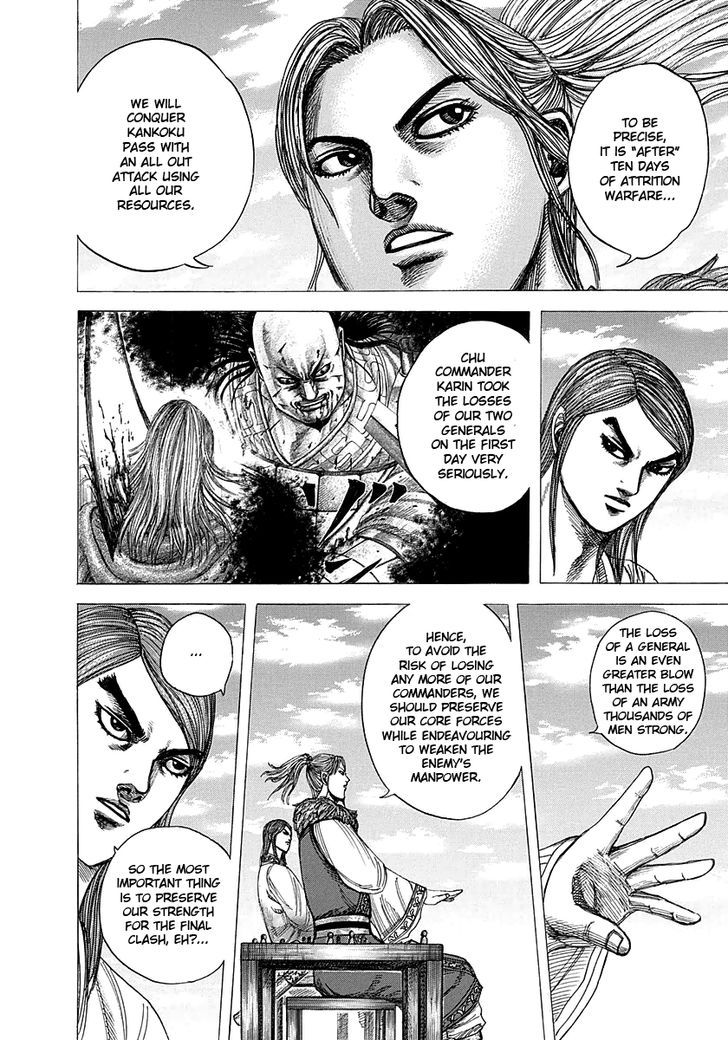 TO BE
PRECISE,
IT IS "AFTER"
TEN DAYS
OF ATTRITION
WARFARE...
WE WILL
CONQUER
KANKOKU
PASS WITH
AN ALL OUT
ATTACK USING
ALL OUR
RESOURCES.
CHU
COMMANDER
KARIN TOOK
THE LOSSES
OF OUR TWO
GENERALS
ON THE FIRST
DAY VERY
SERIOUSLY.
THE LOSS
OF A GENERAL
IS AN EVEN
GREATER BLOW
THAN THE LOSS
OF AN ARMY
THOUSANDS OF
MEN STRONG.
HENCE,
TO AVOID THE
RISK OF LOSING
ANY MORE OF OUR
COMMANDERS, WE
SHOULD PRESERVE
OUR CORE FORCES
WHILE ENDEAVOURING
TO WEAKEN THE
ENEMY'S
MANPOWER.
...
SO THE MOST
IMPORTANT THING
IS TO PRESERVE
OUR STRENGTH
FOR THE FINAL
CLASH, EH?...